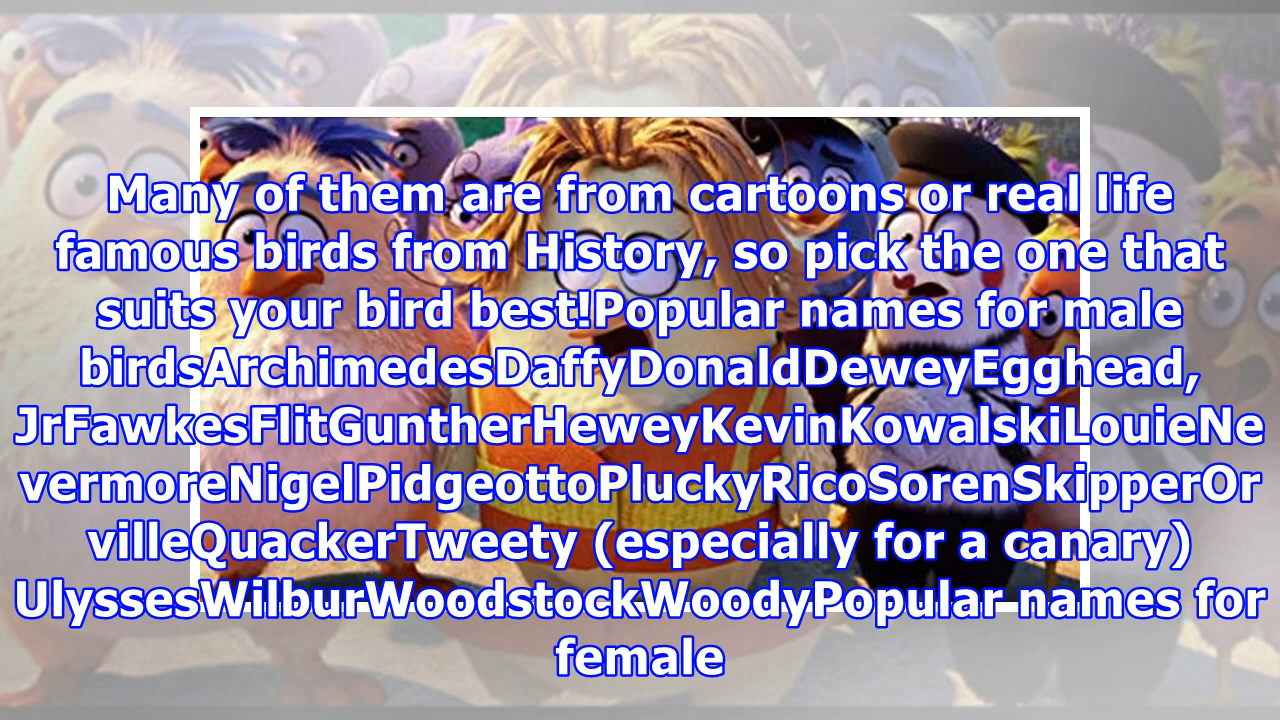 Many of them are from cartoons or real life
famous birds from History, so pick the one that
suits your bird best!Popular names for male
birdsArchimedesDaffyDonaldDeweyEgghead,
JrFawkesFlitGuntherHeweyKevinKowalskiLouieNe
vermoreNigelPidgeottoPluckyRicoSorenSkipperOr
villeQuackerTweety (especially for a canary)
UlyssesWilburWoodstockWoodyPopular names for
female